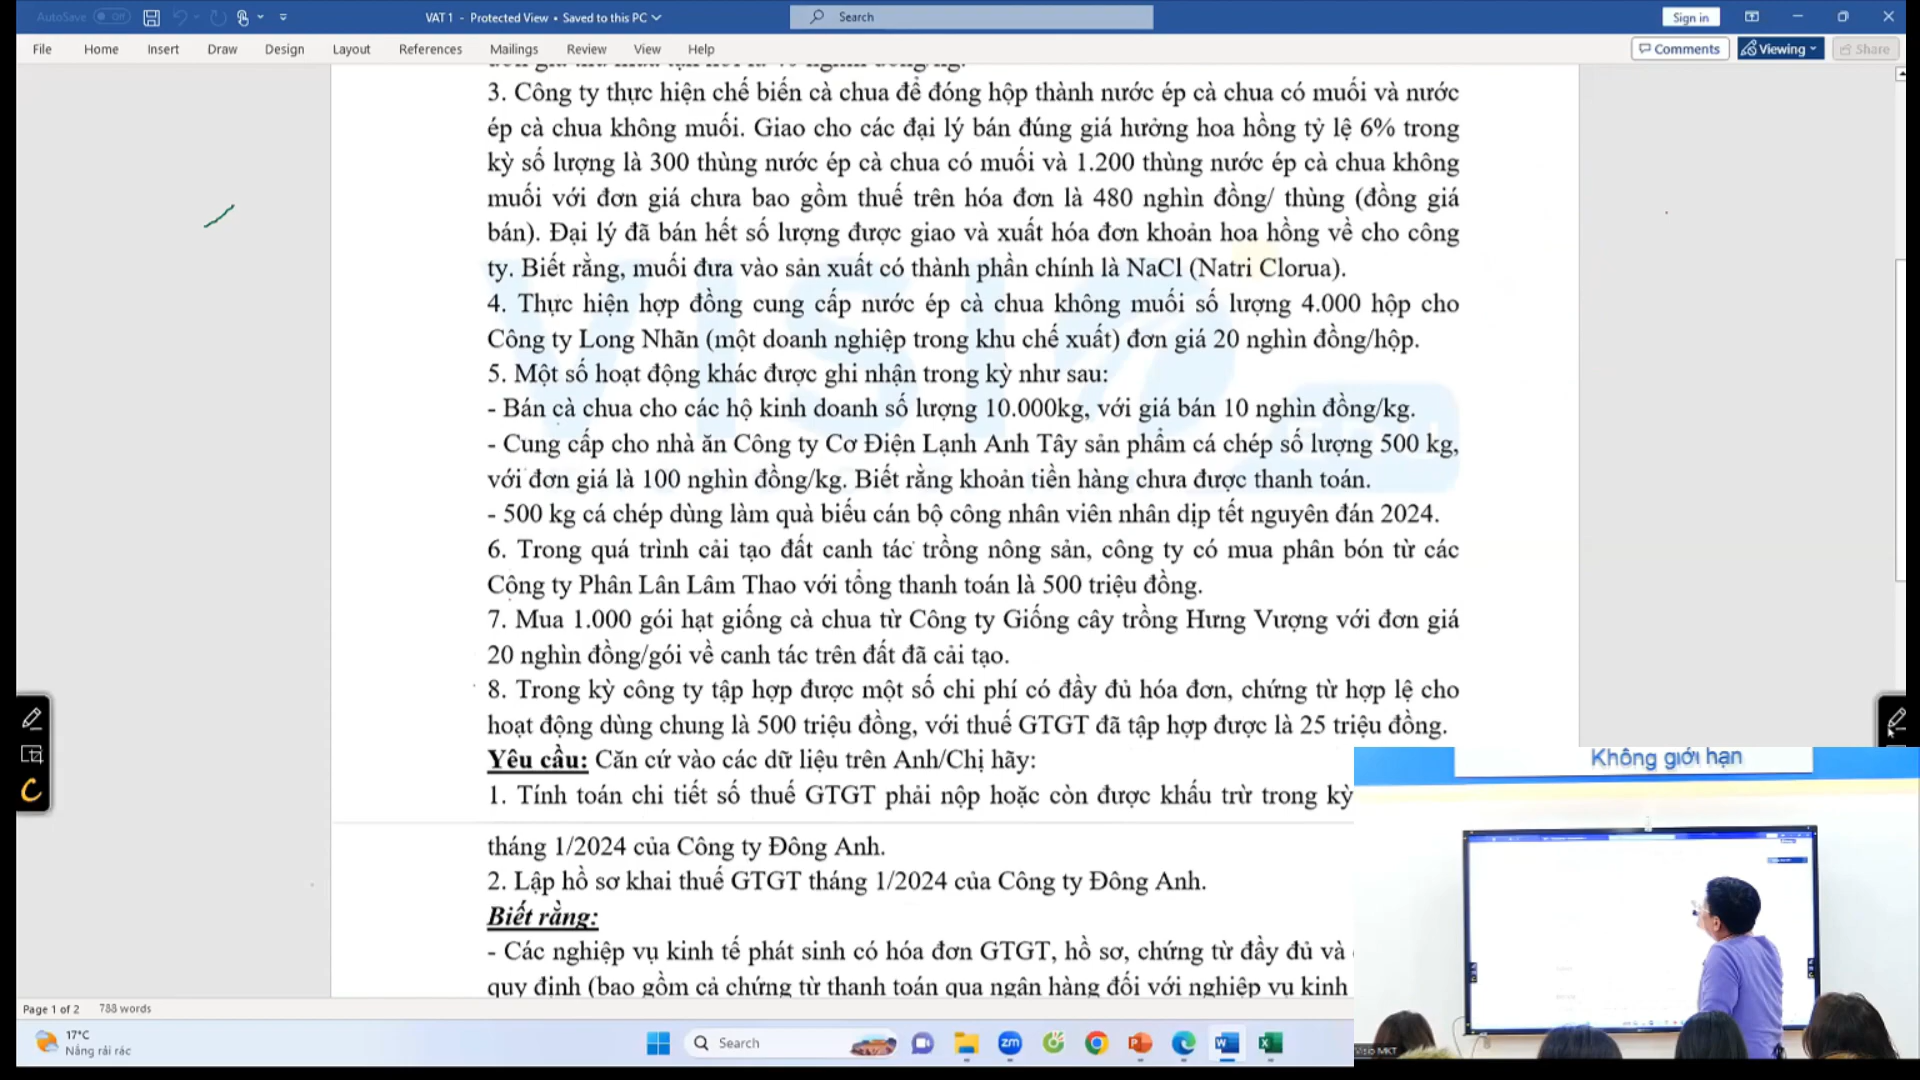 AutoSave Off
VAT 1 - Protected View • Saved to this PC
Search
Sign in
File Home Insert Draw Design Layout References Mailings Review View Help
Comments Viewing Share
3. Công ty thực hiện chế biến cà chua để đóng hộp thành nước ép cà chua có muối và nước
ép cà chua không muối. Giao cho các đại lý bán đúng giá hưởng hoa hồng tỷ lệ 6% trong
kỳ số lượng là 300 thùng nước ép cà chua có muối và 1.200 thùng nước ép cà chua không
muối với đơn giá chưa bao gồm thuế trên hóa đơn là 480 nghìn đồng/ thùng (đồng giá
bán). Đại lý đã bán hết số lượng được giao và xuất hóa đơn khoản hoa hồng về cho công
ty. Biết rằng, muối đưa vào sản xuất có thành phần chính là NaCl (Natri Clorua).
4. Thực hiện hợp đồng cung cấp nước ép cà chua không muối số lượng 4.000 hộp cho
Công ty Long Nhãn (một doanh nghiệp trong khu chế xuất) đơn giá 20 nghìn đồng/hộp.
5. Một số hoạt động khác được ghi nhận trong kỳ như sau:
- Bán cà chua cho các hộ kinh doanh số lượng 10.000kg, với giá bán 10 nghìn đồng/kg.
- Cung cấp cho nhà ăn Công ty Cơ Điện Lạnh Anh Tây sản phẩm cá chép số lượng 500 kg,
với đơn giá là 100 nghìn đồng/kg. Biết rằng khoản tiền hàng chưa được thanh toán.
- 500 kg cá chép dùng làm quà biếu cán bộ công nhân viên nhân dịp tết nguyên đán 2024.
6. Trong quá trình cải tạo đất canh tác trồng nông sản, công ty có mua phân bón từ các
Công ty Phân Lân Lâm Thao với tổng thanh toán là 500 triệu đồng.
7. Mua 1.000 gói hạt giống cà chua từ Công ty Giống cây trồng Hưng Vượng với đơn giá
20 nghìn đồng/gói về canh tác trên đất đã cải tạo.
8. Trong kỳ công ty tập hợp được một số chi phí có đầy đủ hóa đơn, chứng từ hợp lệ cho
hoạt động dùng chung là 500 triệu đồng, với thuế GTGT đã tập hợp được là 25 triệu đồng.
Yêu cầu: Căn cứ vào các dữ liệu trên Anh/Chị hãy:
1. Tính toán chi tiết số thuế GTGT phải nộp hoặc còn được khấu trừ trong kỳ
tháng 1/2024 của Công ty Đông Anh.
2. Lập hồ sơ khai thuế GTGT tháng 1/2024 của Công ty Đông Anh.
Biết rằng:
- Các nghiệp vụ kinh tế phát sinh có hóa đơn GTGT, hồ sơ, chứng từ đầy đủ và
quy định (bao gồm cả chứng từ thanh toán qua ngân hàng đối với nghiệp vụ kinh
Không giới hạn
Visio MKT
Page 1 of 2 788 words
17°C
Nắng rải rác
Search